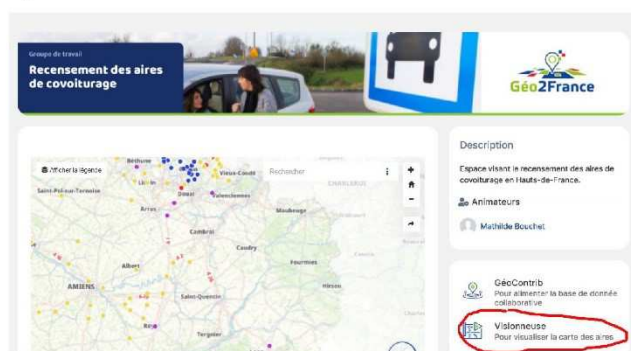 Groupe de travail
Recensement des aires
de covoiturage
Géo2France
Description
Espace visant le recensement des aires de
covoiturage en Hauts-de-France.
Animateurs
Mathilde Bouchet
GéoContrib
Pour alimenter la base de donnée
collaborative
Visionneuse
Pour visualiser la carte des aires
Afficher la légende
Rechercher
Béthune
Vieux-Condé
CHARLEROI
Saint-Pol-sur-Ternoise
Douai
Valenciennes
Arras
Maubeuge
Cambrai
Caudry
Albert
Fourmies
AMIENS
Hirson
Saint-Quentin
Tergnier